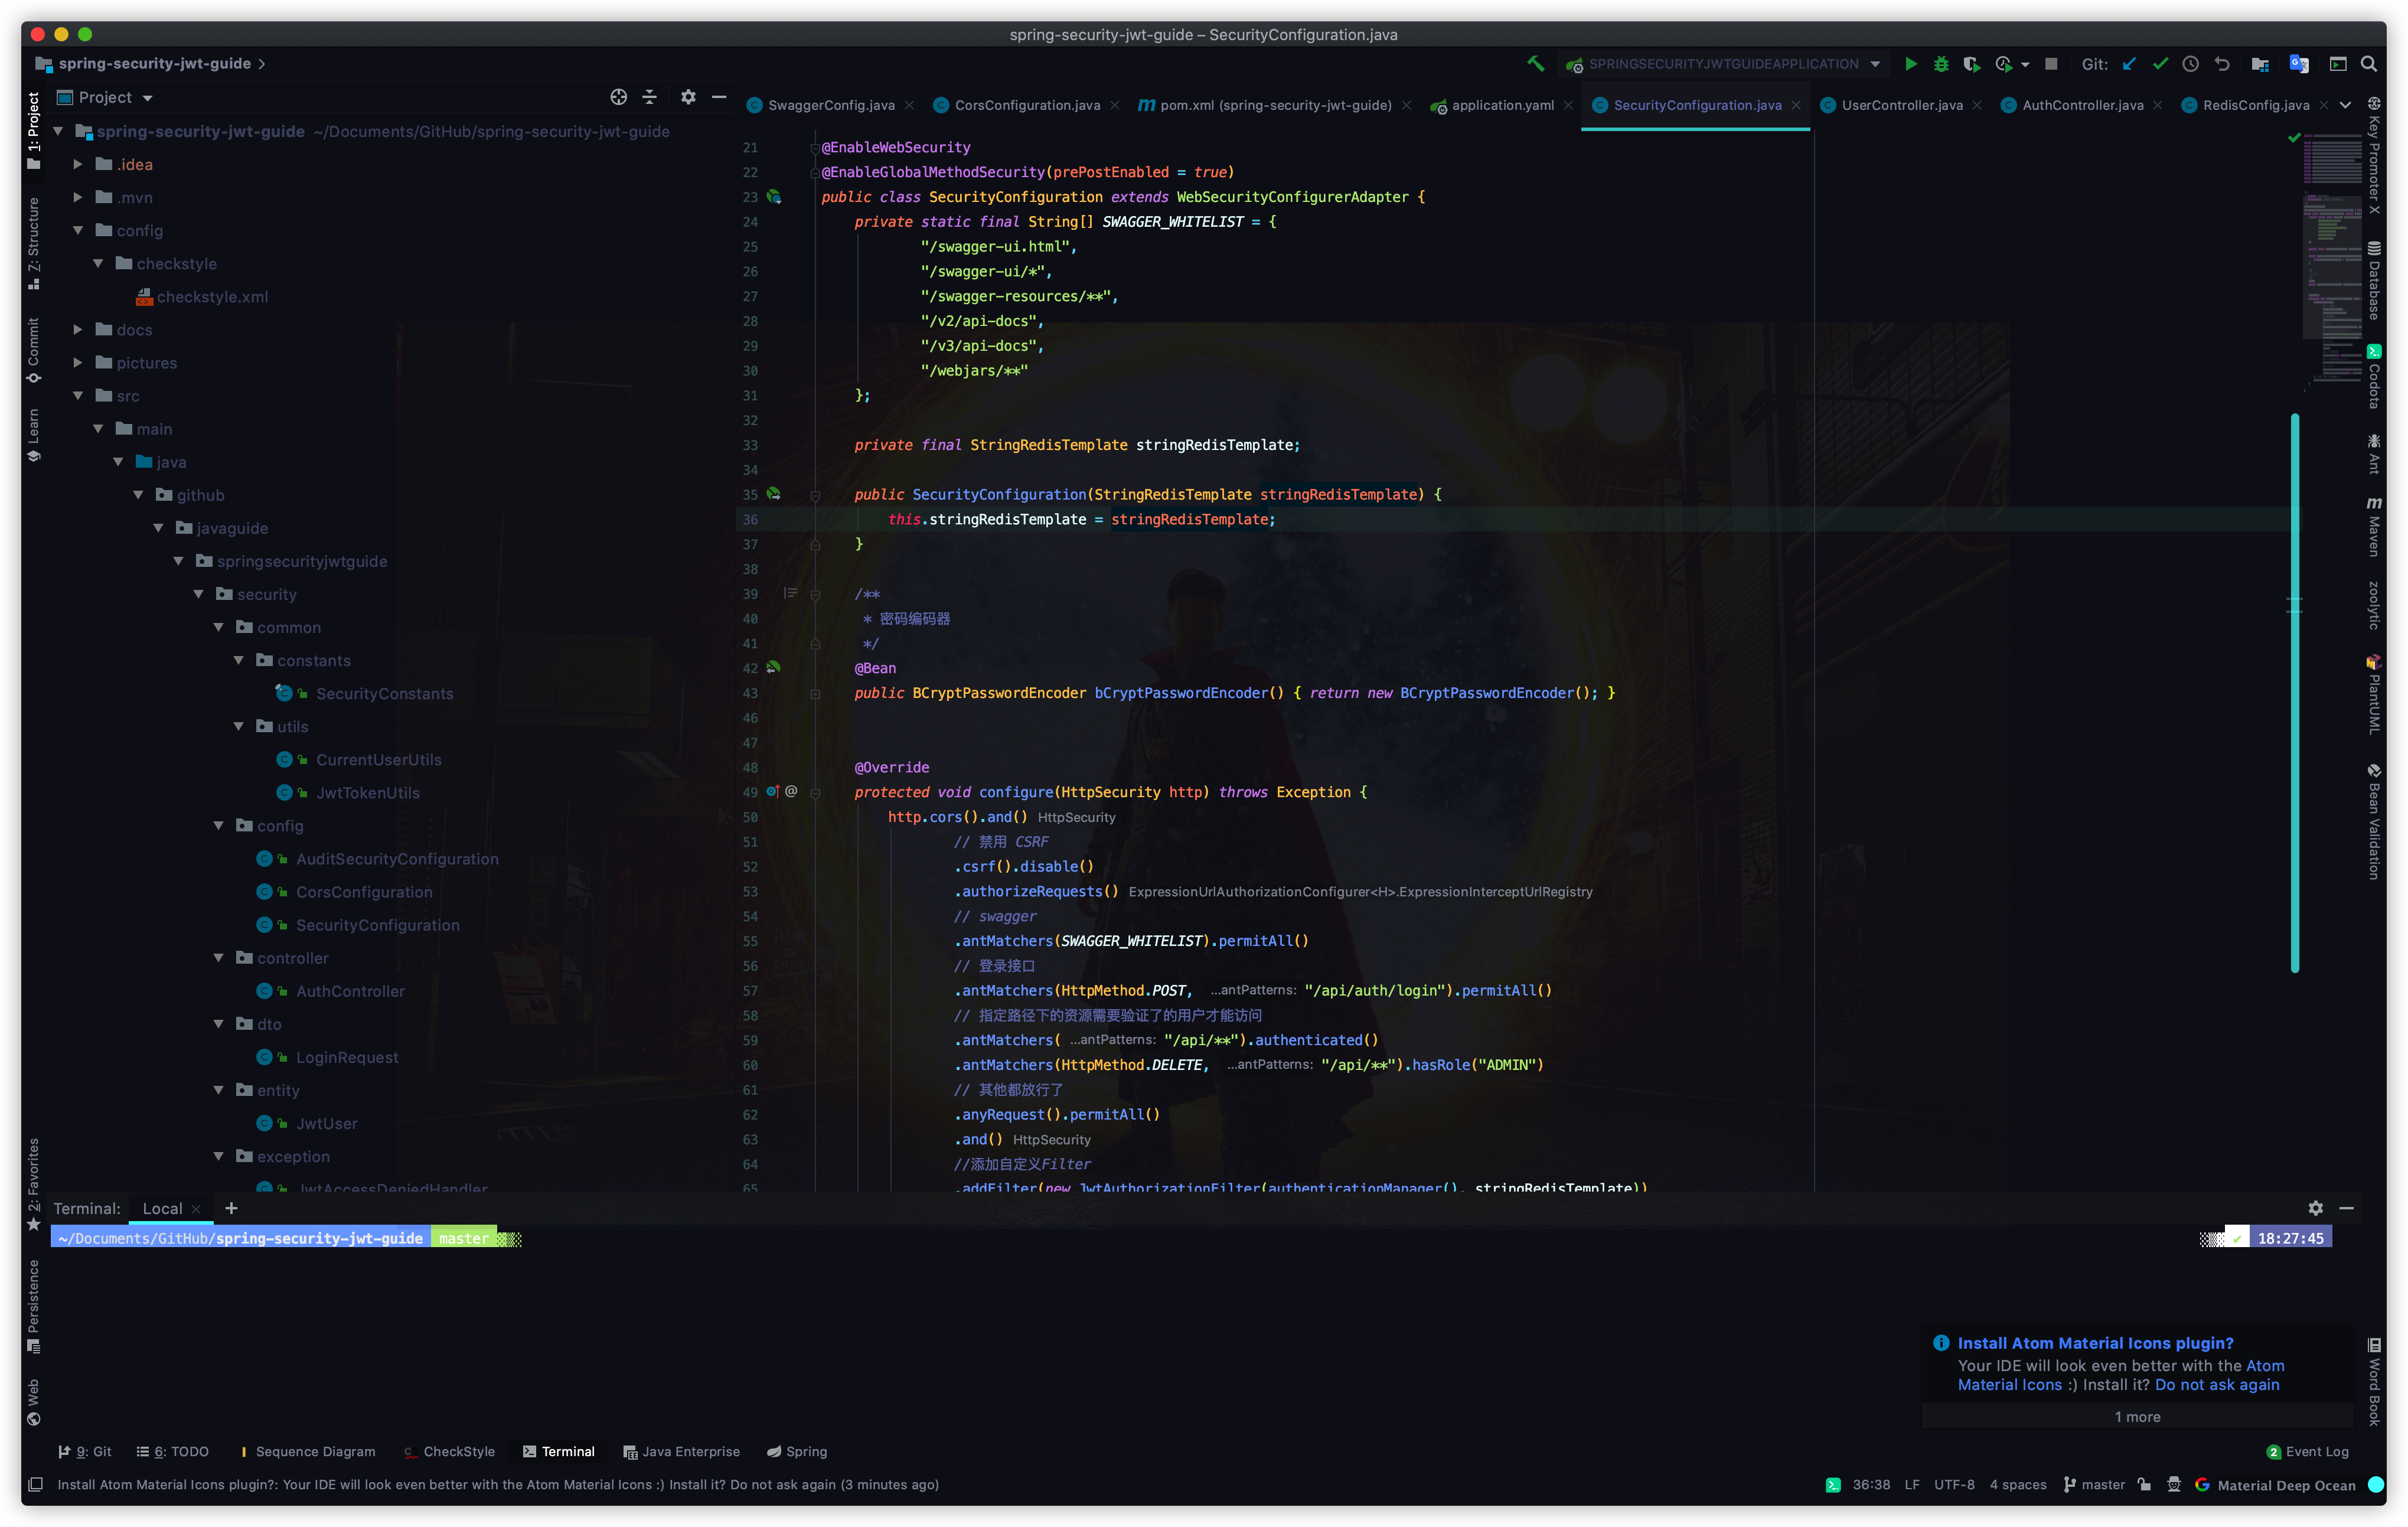 spring-security-jwt-guide – SecurityConfiguration.java
spring-security-jwt-guide
SPRINGSECURITYJWTGUIDEAPPLICATION
Git:
Project
SwaggerConfig.java
CorsConfiguration.java
pom.xml (spring-security-jwt-guide)
application.yaml
SecurityConfiguration.java
UserController.java
AuthController.java
RedisConfig.java
1: Project
Z: Structure
Commit
Learn
2: Favorites
Persistence
Web
spring-security-jwt-guide ~/Documents/GitHub/spring-security-jwt-guide
.idea
.mvn
config
checkstyle
checkstyle.xml
docs
pictures
src
main
java
github
javaguide
springsecurityjwtguide
security
common
constants
SecurityConstants
utils
CurrentUserUtils
JwtTokenUtils
config
AuditSecurityConfiguration
CorsConfiguration
SecurityConfiguration
controller
AuthController
dto
LoginRequest
entity
JwtUser
exception
JwtAccessDeniedHandler
21 @EnableWebSecurity
22 @EnableGlobalMethodSecurity(prePostEnabled = true)
23 public class SecurityConfiguration extends WebSecurityConfigurerAdapter {
24 private static final String[] SWAGGER_WHITELIST = {
25 "/swagger-ui.html",
26 "/swagger-ui/*",
27 "/swagger-resources/**",
28 "/v2/api-docs",
29 "/v3/api-docs",
30 "/webjars/**"
31 };
32
33 private final StringRedisTemplate stringRedisTemplate;
34
35 public SecurityConfiguration(StringRedisTemplate stringRedisTemplate) {
36 this.stringRedisTemplate = stringRedisTemplate;
37 }
38
39 /**
40 * 密码编码器
41 */
42 @Bean
43 public BCryptPasswordEncoder bCryptPasswordEncoder() { return new BCryptPasswordEncoder(); }
46
47
48 @Override
49 @ protected void configure(HttpSecurity http) throws Exception {
50 http.cors().and() HttpSecurity
51 // 禁用 CSRF
52 .csrf().disable()
53 .authorizeRequests() ExpressionUrlAuthorizationConfigurer<H>.ExpressionInterceptUrlRegistry
54 // swagger
55 .antMatchers(SWAGGER_WHITELIST).permitAll()
56 // 登录接口
57 .antMatchers(HttpMethod.POST, ...antPatterns: "/api/auth/login").permitAll()
58 // 指定路径下的资源需要验证了的用户才能访问
59 .antMatchers( ...antPatterns: "/api/**").authenticated()
60 .antMatchers(HttpMethod.DELETE, ...antPatterns: "/api/**").hasRole("ADMIN")
61 // 其他都放行了
62 .anyRequest().permitAll()
63 .and() HttpSecurity
64 //添加自定义Filter
65 .addFilter(new JwtAuthorizationFilter(authenticationManager(), stringRedisTemplate))
Key Promoter X
Database
Codota
Ant
Maven
zoolytic
PlantUML
Bean Validation
Word Book
Terminal: Local +
~/Documents/GitHub/spring-security-jwt-guide master
✔ 18:27:45
Install Atom Material Icons plugin?
Your IDE will look even better with the Atom
Material Icons :) Install it? Do not ask again
1 more
9: Git
6: TODO
Sequence Diagram
CheckStyle
Terminal
Java Enterprise
Spring
2 Event Log
Install Atom Material Icons plugin?: Your IDE will look even better with the Atom Material Icons :) Install it? Do not ask again (3 minutes ago)
36:38 LF UTF-8 4 spaces master Material Deep Ocean